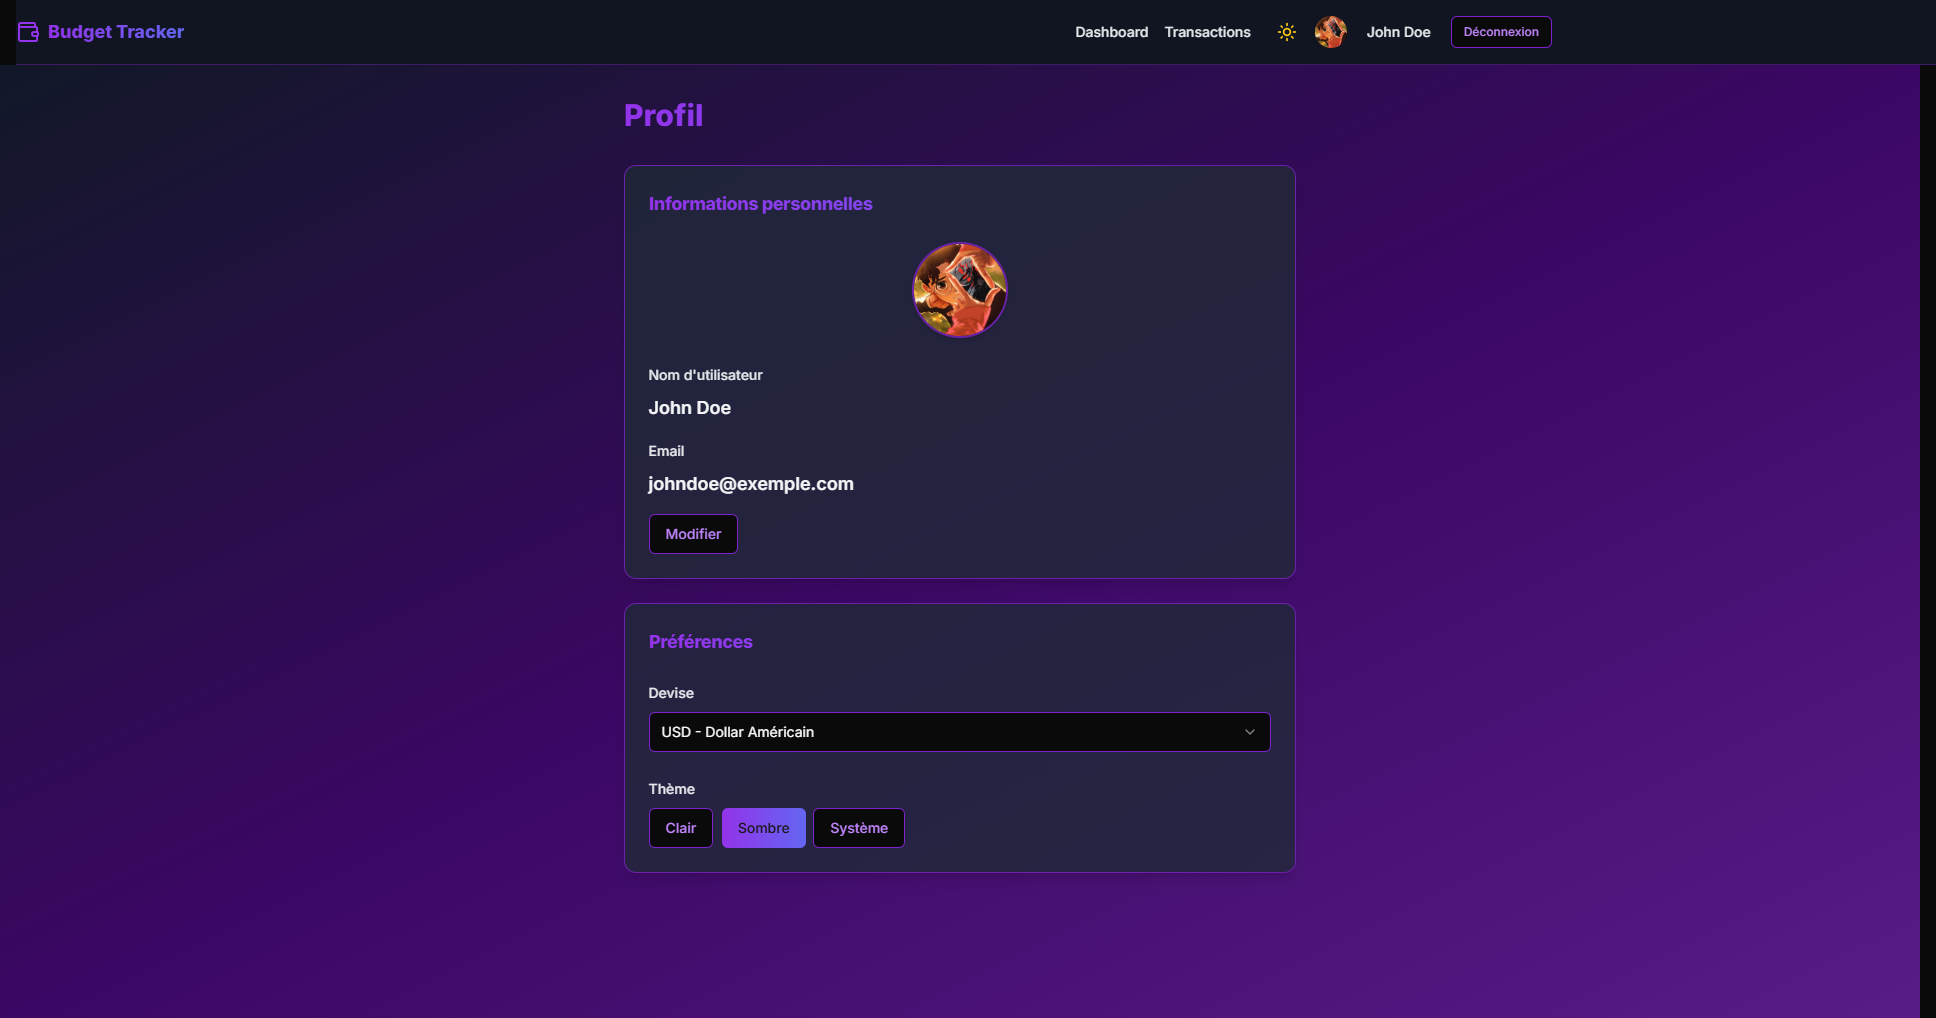 Budget Tracker
Dashboard Transactions John Doe Déconnexion
Profil
Informations personnelles
Nom d'utilisateur
John Doe
Email
johndoe@exemple.com
Modifier
Préférences
Devise
USD - Dollar Américain
Thème
Clair Sombre Système